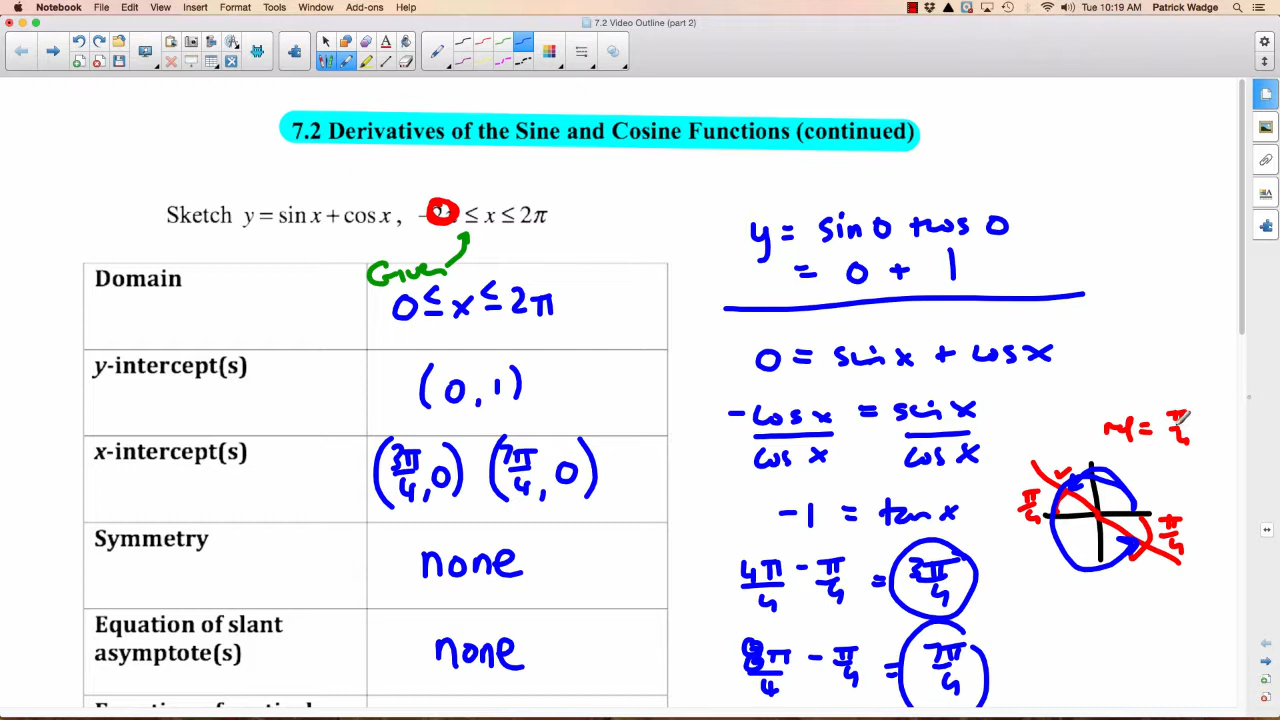 Notebook File Edit View Insert Format Tools Window Add-ons Help Tue 10:19 AM Patrick Wadge
7.2 Video Outline (part 2)
7.2 Derivatives of the Sine and Cosine Functions (continued)
Sketch y = sin x + cos x , ≤ x ≤ 2π
Given
Domain
0 ≤ x ≤ 2π
y-intercept(s)
(0, 1)
x-intercept(s)
(3π/4, 0) (7π/4, 0)
Symmetry
none
Equation of slant
asymptote(s)
none
y = sin 0 + cos 0
= 0 + 1
0 = sin x + cos x
-cos x / cos x = sin x / cos x
-1 = tan x
4π/4 - π/4 = 3π/4
8π/4 - π/4 = 7π/4
ref = π/4
π/4
π/4